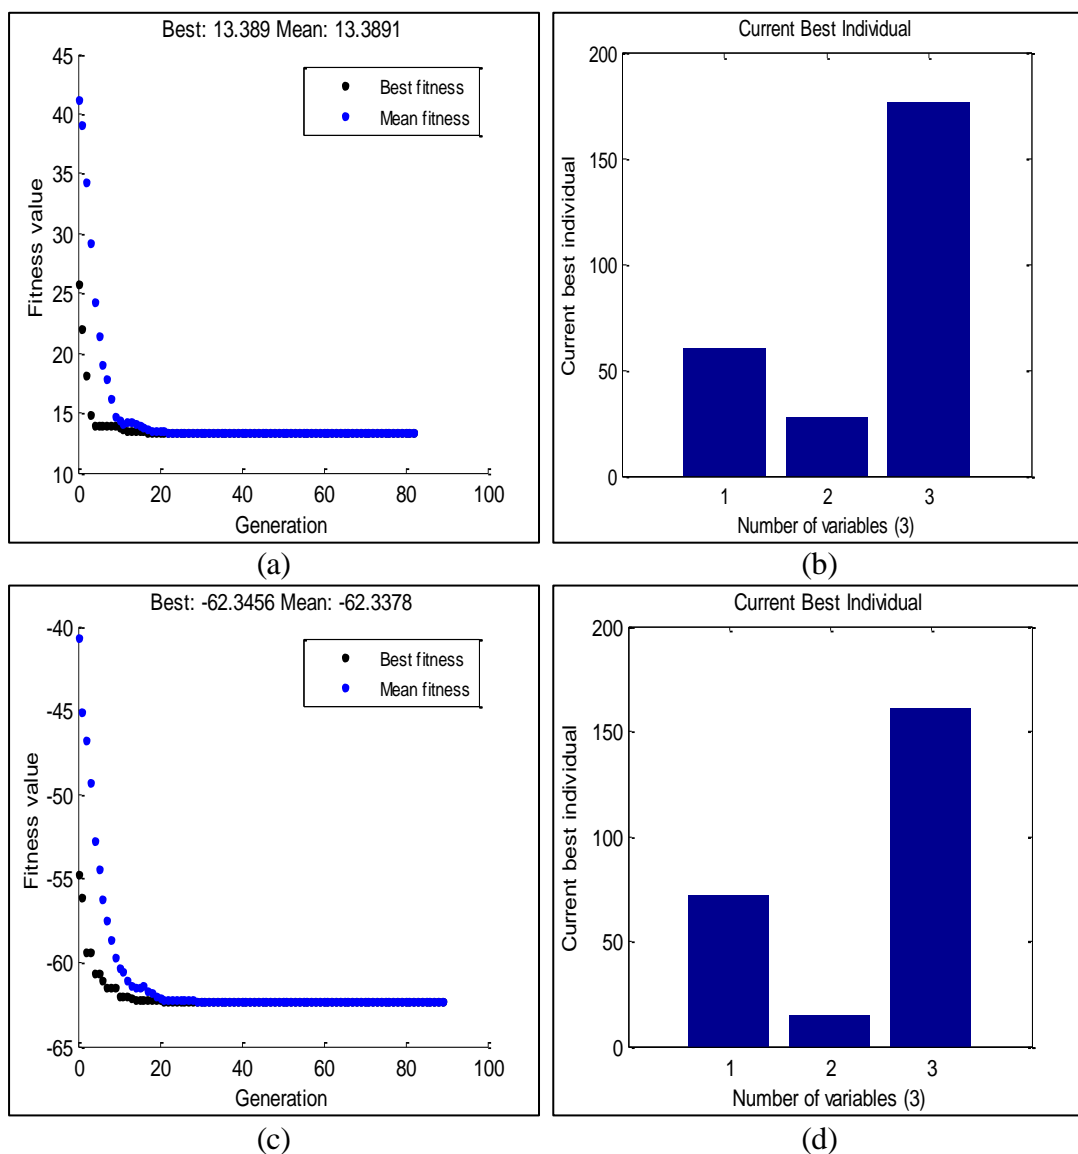 Best: 13.389 Mean: 13.3891
45
40
35
30
25
20
15
10
Fitness value
Best fitness
Mean fitness
0 20 40 60 80 100
Generation
(a)
Current Best Individual
200
150
100
50
0
Current best individual
1 2 3
Number of variables (3)
(b)
Best: -62.3456 Mean: -62.3378
-40
-45
-50
-55
-60
-65
Fitness value
Best fitness
Mean fitness
0 20 40 60 80 100
Generation
(c)
Current Best Individual
200
150
100
50
0
Current best individual
1 2 3
Number of variables (3)
(d)